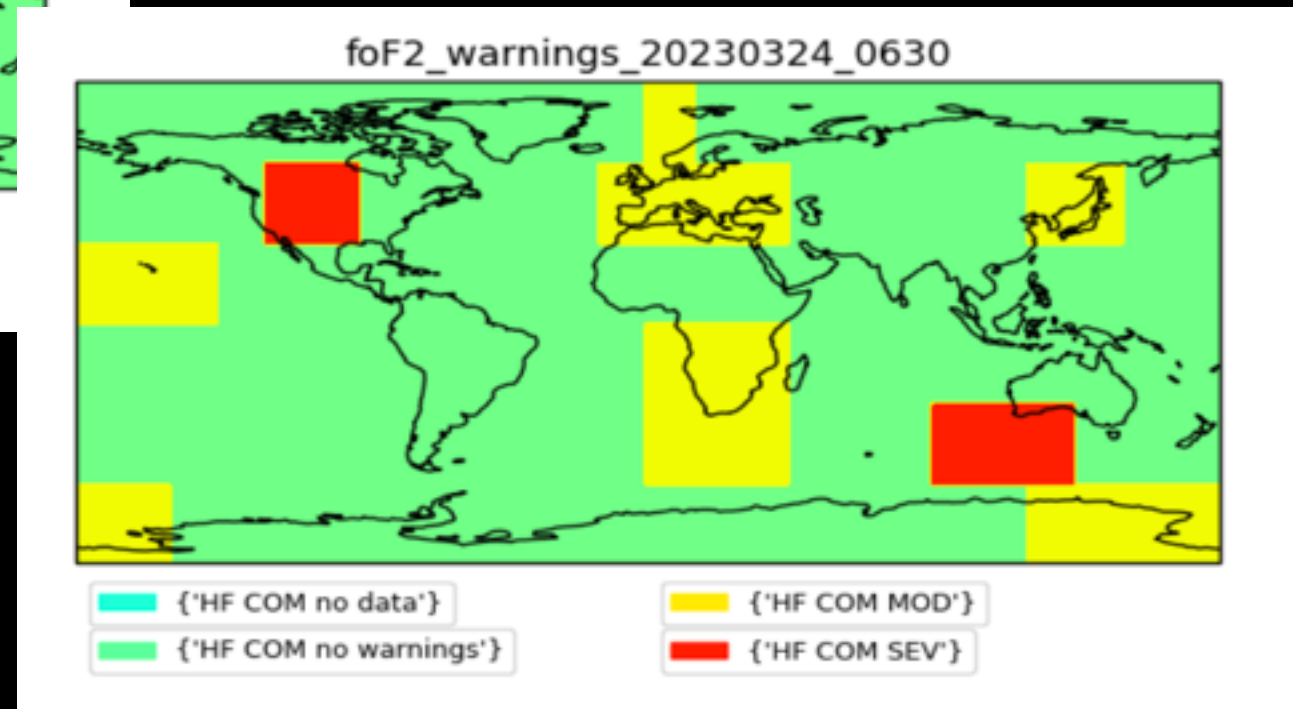 foF2_warnings_20230324_0630
{'HF COM no data'}
{'HF COM no warnings'}
{'HF COM MOD'}
{'HF COM SEV'}